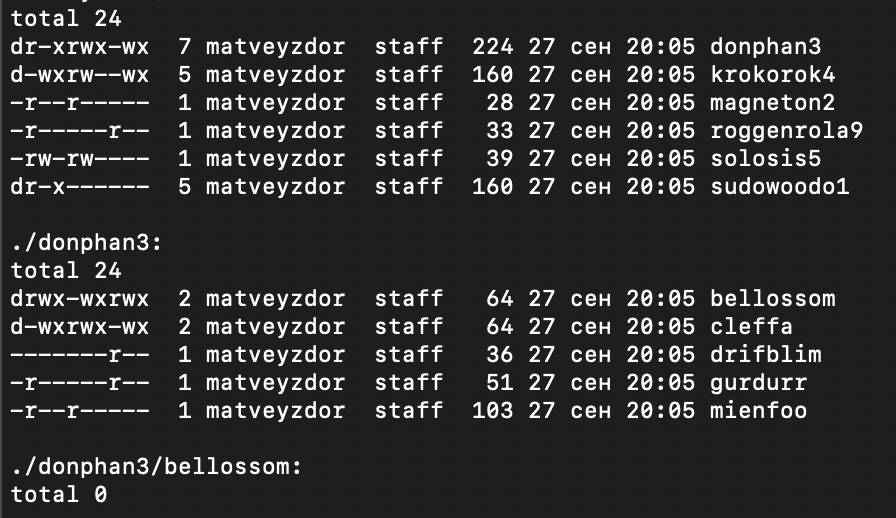 total 24
dr-xrwx-wx  7 matveyzdor  staff  224 27 сен 20:05 donphan3
d-wxrw--wx  5 matveyzdor  staff  160 27 сен 20:05 krokorok4
-r--r-----  1 matveyzdor  staff   28 27 сен 20:05 magneton2
-r-----r--  1 matveyzdor  staff   33 27 сен 20:05 roggenrola9
-rw-rw----  1 matveyzdor  staff   39 27 сен 20:05 solosis5
dr-x------  5 matveyzdor  staff  160 27 сен 20:05 sudowoodo1

./donphan3:
total 24
drwx-wxrwx  2 matveyzdor  staff   64 27 сен 20:05 bellossom
d-wxrwx-wx  2 matveyzdor  staff   64 27 сен 20:05 cleffa
-------r--  1 matveyzdor  staff   36 27 сен 20:05 drifblim
-r-----r--  1 matveyzdor  staff   51 27 сен 20:05 gurdurr
-r--r-----  1 matveyzdor  staff  103 27 сен 20:05 mienfoo

./donphan3/bellossom:
total 0